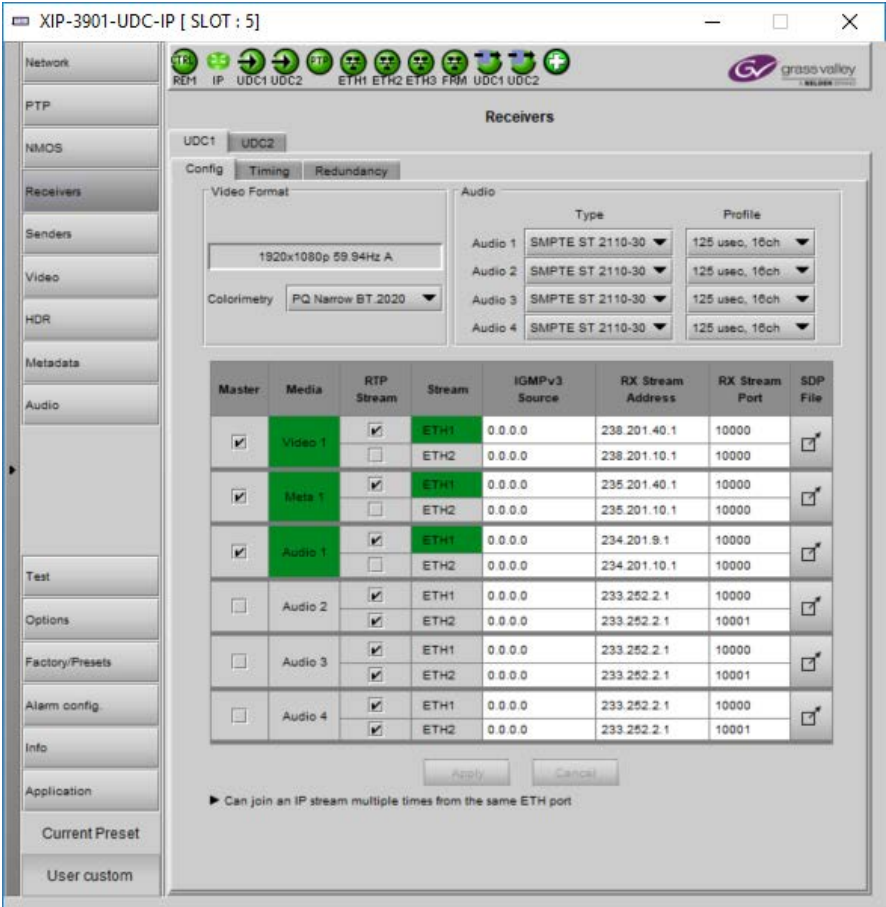 XIP-3901-UDC-IP [ SLOT : 5]
Network
PTP
NMOS
Receivers
Senders
Video
HDR
Metadata
Audio
Test
Options
Factory/Presets
Alarm config.
Info
Application
Current Preset
User custom
CTRL PTP
REM IP UDC1 UDC2 ETH1 ETH2 ETH3 FRM UDC1 UDC2
GV grass valley
A BELDEN BRAND
Receivers
UDC1 UDC2
Config Timing Redundancy
Video Format
1920x1080p 59.94Hz A
Colorimetry PQ Narrow BT.2020
Audio
Type Profile
Audio 1 SMPTE ST 2110-30 125 usec, 16ch
Audio 2 SMPTE ST 2110-30 125 usec, 16ch
Audio 3 SMPTE ST 2110-30 125 usec, 16ch
Audio 4 SMPTE ST 2110-30 125 usec, 16ch
Master Media RTP Stream Stream IGMPv3 Source RX Stream Address RX Stream Port SDP File
Video 1 ETH1 0.0.0.0 238.201.40.1 10000
ETH2 0.0.0.0 238.201.10.1 10000
Meta 1 ETH1 0.0.0.0 235.201.40.1 10000
ETH2 0.0.0.0 235.201.10.1 10000
Audio 1 ETH1 0.0.0.0 234.201.9.1 10000
ETH2 0.0.0.0 234.201.10.1 10000
Audio 2 ETH1 0.0.0.0 233.252.2.1 10000
ETH2 0.0.0.0 233.252.2.1 10001
Audio 3 ETH1 0.0.0.0 233.252.2.1 10000
ETH2 0.0.0.0 233.252.2.1 10001
Audio 4 ETH1 0.0.0.0 233.252.2.1 10000
ETH2 0.0.0.0 233.252.2.1 10001
Apply Cancel
Can join an IP stream multiple times from the same ETH port